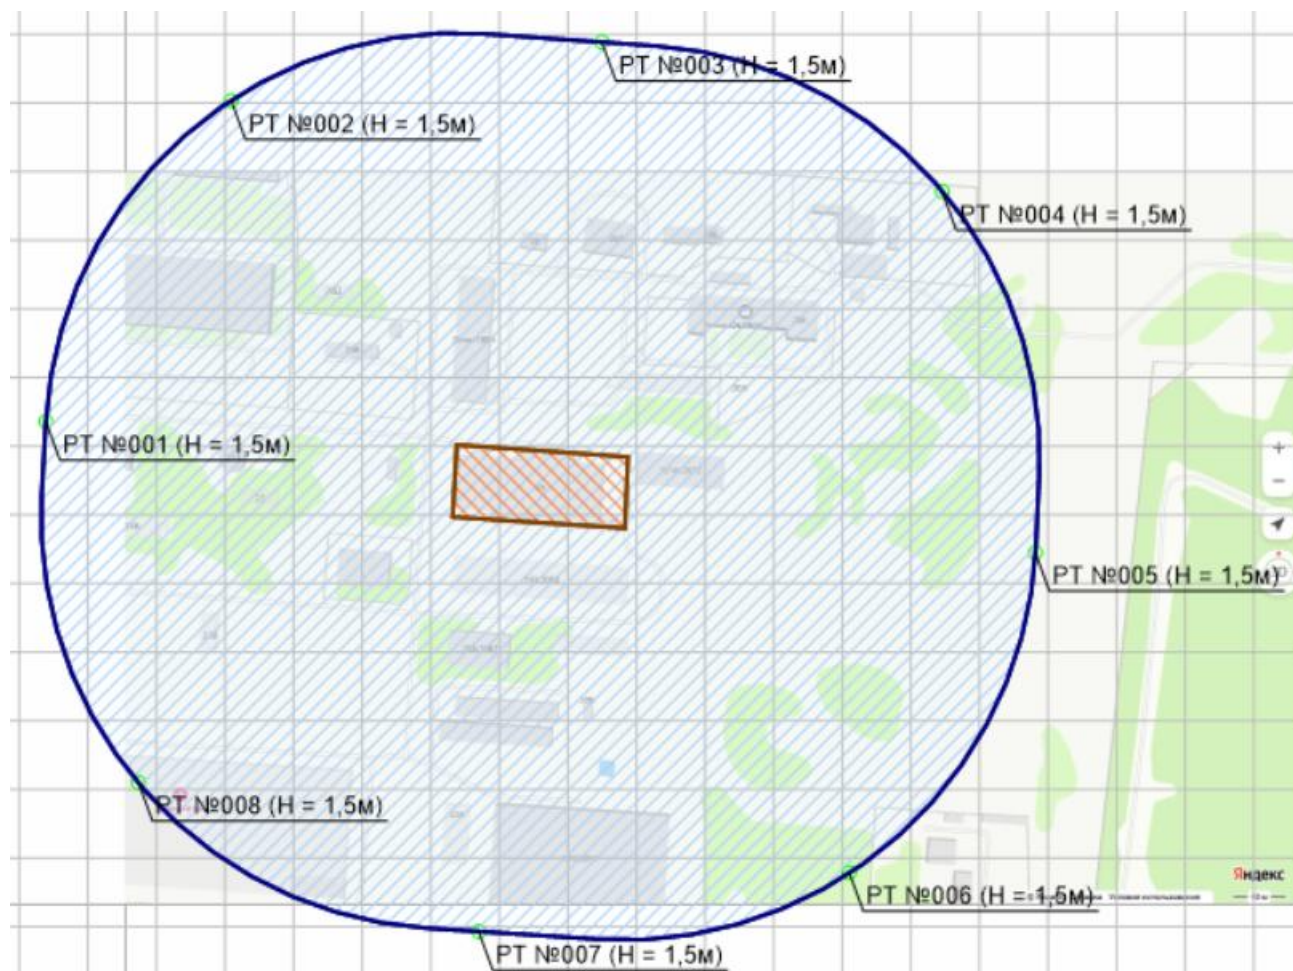 РТ №003 (Н = 1,5м)
РТ №002 (Н = 1,5м)
РТ №004 (Н = 1,5м)
РТ №001 (Н = 1,5м)
+
−
РТ №005 (Н = 1,5м)
РТ №008 (Н = 1,5м)
Яндекс
РТ №006 (Н = 1,5м)
РТ №007 (Н = 1,5м)